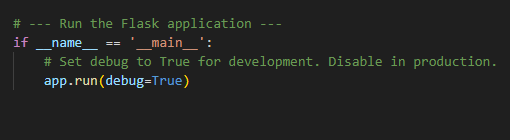 # --- Run the Flask application ---
if __name__ == '__main__':
    # Set debug to True for development. Disable in production.
    app.run(debug=True)